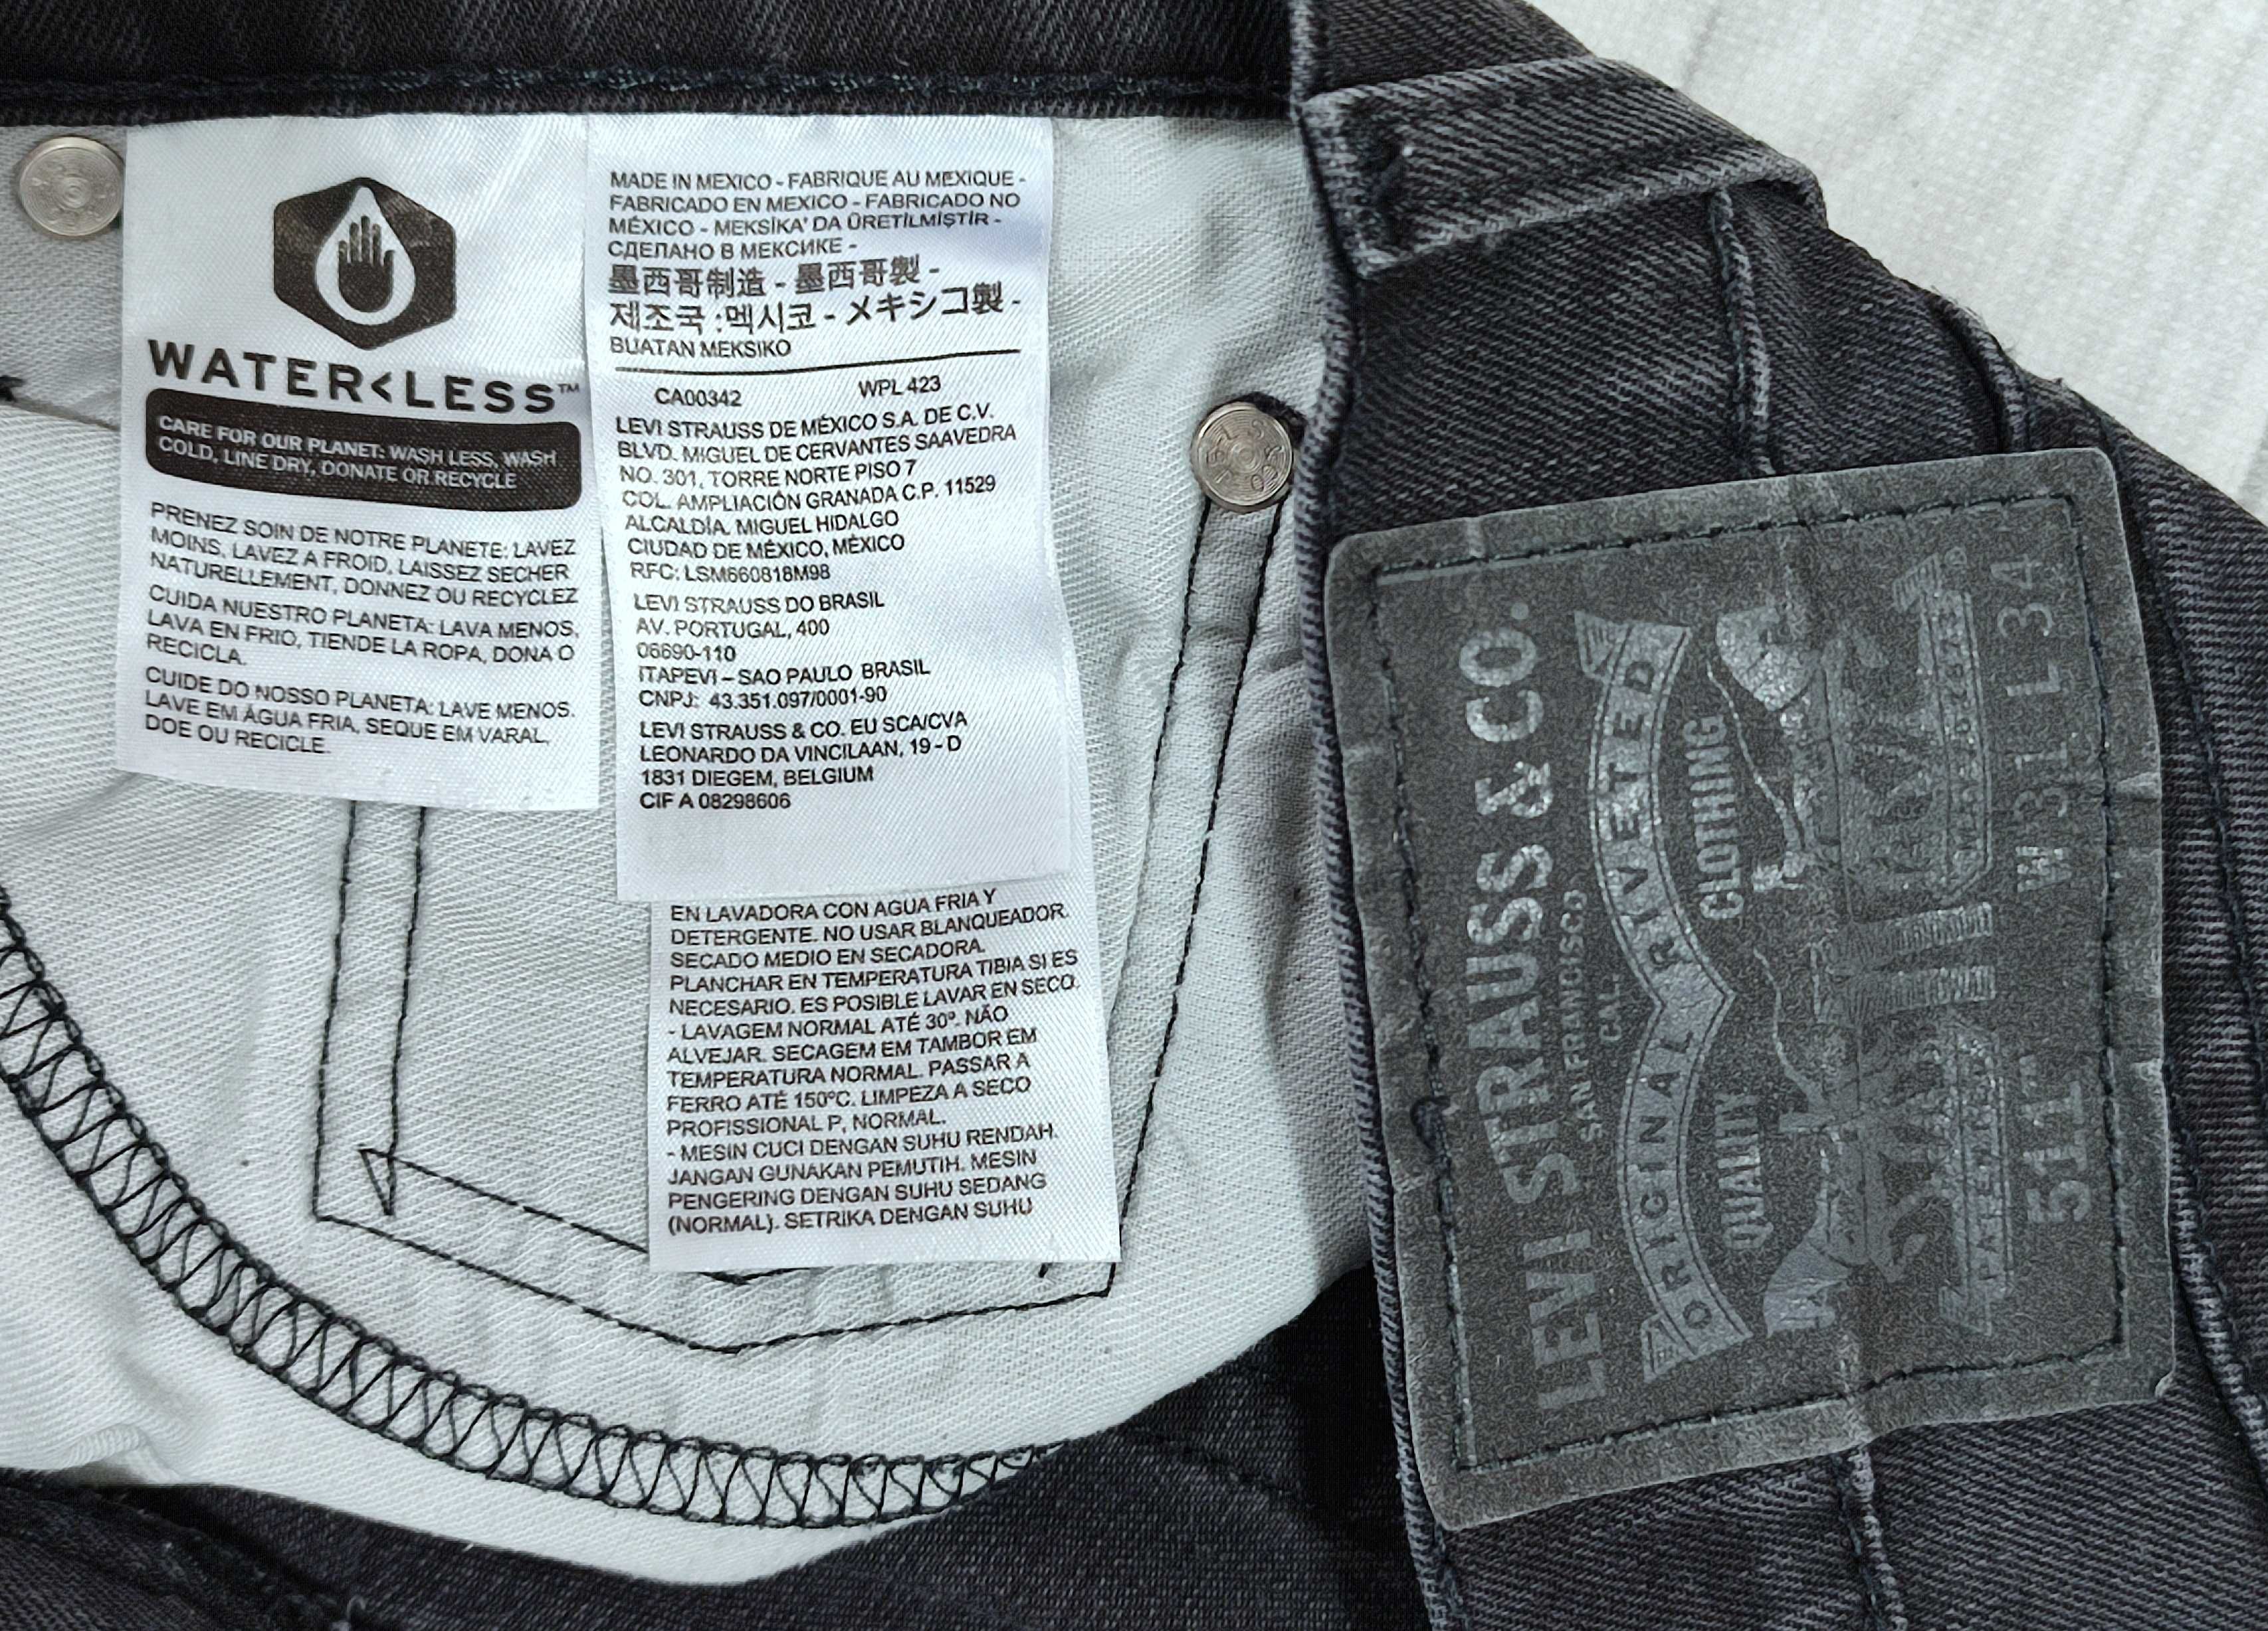 WATER<LESS™
CARE FOR OUR PLANET: WASH LESS, WASH
COLD, LINE DRY, DONATE OR RECYCLE
PRENEZ SOIN DE NOTRE PLANETE: LAVEZ
MOINS, LAVEZ A FROID, LAISSEZ SECHER
NATURELLEMENT, DONNEZ OU RECYCLEZ
CUIDA NUESTRO PLANETA: LAVA MENOS,
LAVA EN FRIO, TIENDE LA ROPA, DONA O
RECICLA.
CUIDE DO NOSSO PLANETA: LAVE MENOS.
LAVE EM ÁGUA FRIA, SEQUE EM VARAL,
DOE OU RECICLE.
MADE IN MEXICO - FABRIQUE AU MEXIQUE -
FABRICADO EN MEXICO - FABRICADO NO
MÉXICO - MEKSİKA' DA ÜRETİLMİŞTİR -
СДЕЛАНО В МЕКСИКЕ -
墨西哥制造 - 墨西哥製 -
제조국 :멕시코 - メキシコ製 -
BUATAN MEKSIKO
CA00342 WPL 423
LEVI STRAUSS DE MÉXICO S.A. DE C.V.
BLVD. MIGUEL DE CERVANTES SAAVEDRA
NO. 301, TORRE NORTE PISO 7
COL. AMPLIACIÓN GRANADA C.P. 11529
ALCALDÍA. MIGUEL HIDALGO
CIUDAD DE MÉXICO, MÉXICO
RFC: LSM660818M98
LEVI STRAUSS DO BRASIL
AV. PORTUGAL, 400
06690-110
ITAPEVI – SAO PAULO BRASIL
CNPJ: 43.351.097/0001-90
LEVI STRAUSS & CO. EU SCA/CVA
LEONARDO DA VINCILAAN, 19 - D
1831 DIEGEM, BELGIUM
CIF A 08298606
EN LAVADORA CON AGUA FRIA Y
DETERGENTE. NO USAR BLANQUEADOR.
SECADO MEDIO EN SECADORA.
PLANCHAR EN TEMPERATURA TIBIA SI ES
NECESARIO. ES POSIBLE LAVAR EN SECO.
- LAVAGEM NORMAL ATÉ 30º. NÃO
ALVEJAR. SECAGEM EM TAMBOR EM
TEMPERATURA NORMAL. PASSAR A
FERRO ATÉ 150ºC. LIMPEZA A SECO
PROFISSIONAL P, NORMAL.
- MESIN CUCI DENGAN SUHU RENDAH.
JANGAN GUNAKAN PEMUTIH. MESIN
PENGERING DENGAN SUHU SEDANG
(NORMAL). SETRIKA DENGAN SUHU
LEVI STRAUSS & CO.
SAN FRANCISCO
CAL.
ORIGINAL RIVETED
QUALITY CLOTHING
511 W31 L34